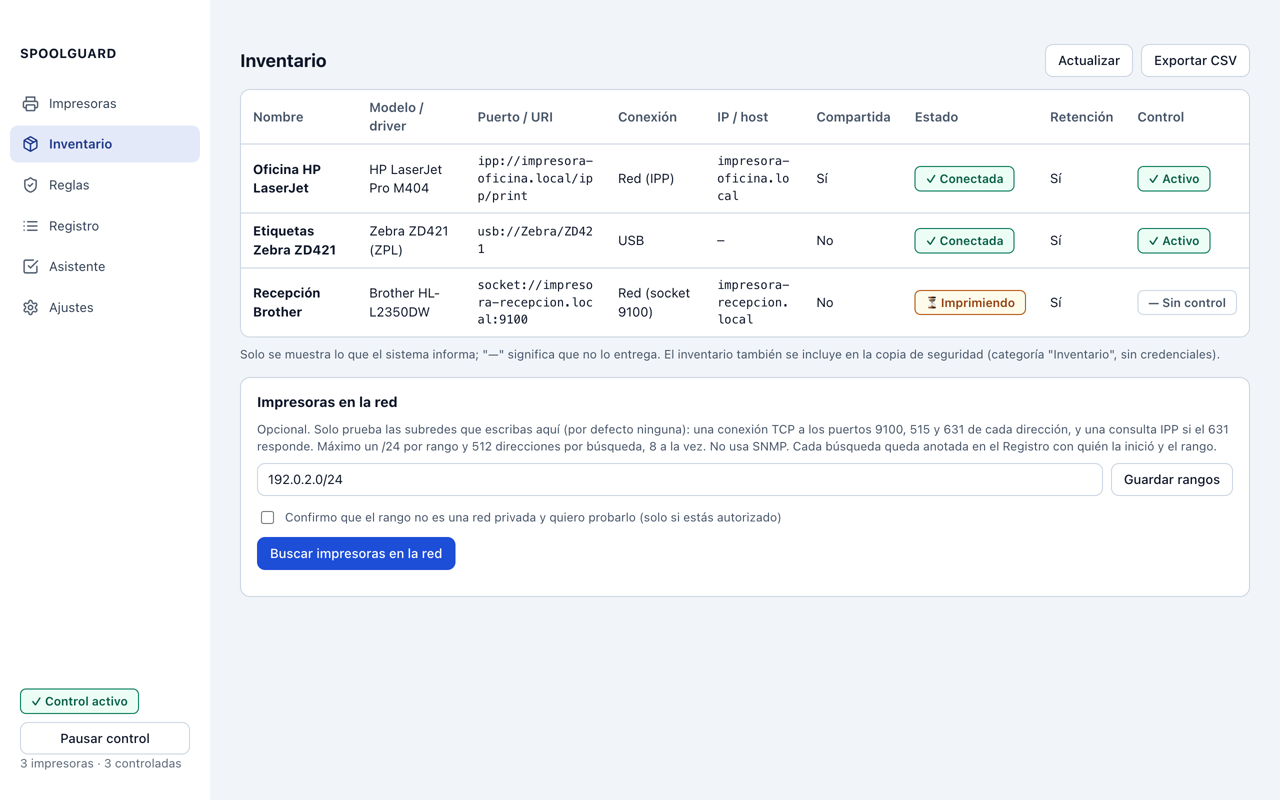 SPOOLGUARD
Impresoras
Inventario
Reglas
Registro
Asistente
Ajustes
✓ Control activo
Pausar control
3 impresoras · 3 controladas
Inventario
Actualizar
Exportar CSV
Nombre
Modelo /
driver
Puerto / URI
Conexión
IP / host
Compartida
Estado
Retención
Control
Oficina HP
LaserJet
HP LaserJet
Pro M404
ipp://impresora-
oficina.local/ip
p/print
Red (IPP)
impresora-
oficina.lo
cal
Sí
✓ Conectada
Sí
✓ Activo
Etiquetas
Zebra ZD421
Zebra ZD421
(ZPL)
usb://Zebra/ZD42
1
USB
—
No
✓ Conectada
Sí
✓ Activo
Recepción
Brother
Brother HL-
L2350DW
socket://impreso
ra-recepcion.loc
al:9100
Red (socket
9100)
impresora-
recepcion.
local
No
⏳ Imprimiendo
Sí
— Sin control
Solo se muestra lo que el sistema informa; "—" significa que no lo entrega. El inventario también se incluye en la copia de seguridad (categoría "Inventario", sin credenciales).
Impresoras en la red
Opcional. Solo prueba las subredes que escribas aquí (por defecto ninguna): una conexión TCP a los puertos 9100, 515 y 631 de cada dirección, y una consulta IPP si el 631
responde. Máximo un /24 por rango y 512 direcciones por búsqueda, 8 a la vez. No usa SNMP. Cada búsqueda queda anotada en el Registro con quién la inició y el rango.
192.0.2.0/24
Guardar rangos
Confirmo que el rango no es una red privada y quiero probarlo (solo si estás autorizado)
Buscar impresoras en la red